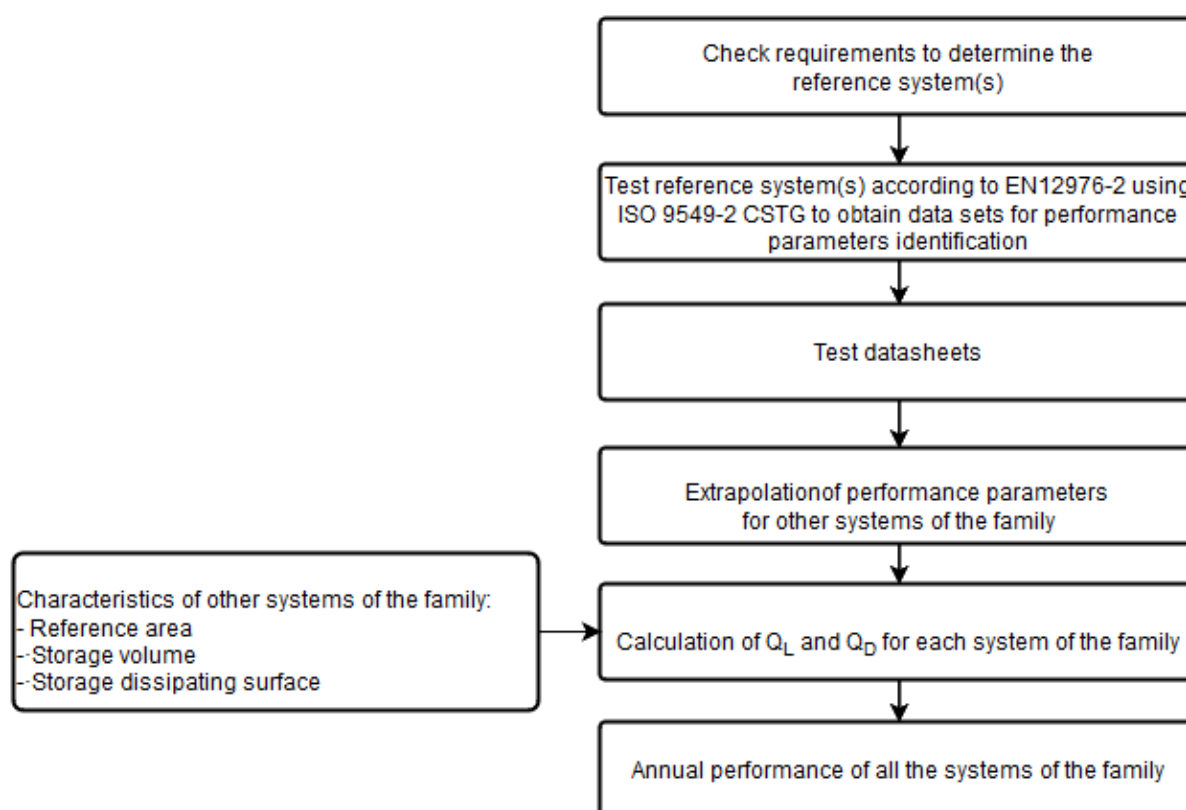 Check requirements to determine the
reference system(s)
Test reference system(s) according to EN12976-2 using
ISO 9549-2 CSTG to obtain data sets for performance
parameters identification
Test datasheets
Extrapolationof performance parameters
for other systems of the family
Characteristics of other systems of the family:
- Reference area
-·Storage volume
-·Storage dissipating surface
Calculation of QL and QD for each system of the family
Annual performance of all the systems of the family